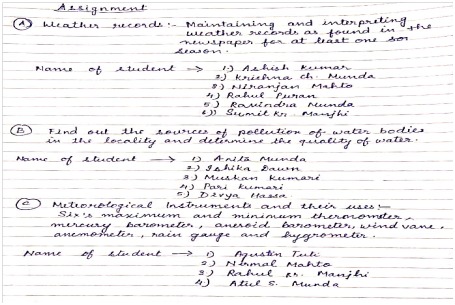 Assignment
(A) Weather records:- Maintaining and interpreting
weather records as found in the
newspaper for at least one
season.
Name of student → 1) Ashish Kumar
2) Krishna Ch. Munda
3) Niranjan Mahto
4) Rahul Puran
5) Ravindra Munda
6) Sumit Kr. Manjhi
(B) Find out the sources of pollution of water bodies
in the locality and determine the quality of water.
Name of student → 1) Anita Munda
2) Ishika
3) Muskan Kumari
4) Pari Kumari
5) Divya Hassa
(C) Meteorological Instruments and their uses:-
Six's maximum and minimum thermometer,
mercury barometer, aneroid barometer, wind vane,
anemometer, rain gauge and hygrometer.
Name of student → 1) Agustin Tuti
2) Nirmal Mahto
3) Rahul Kr. Manjhi
4) Atul S. Munda